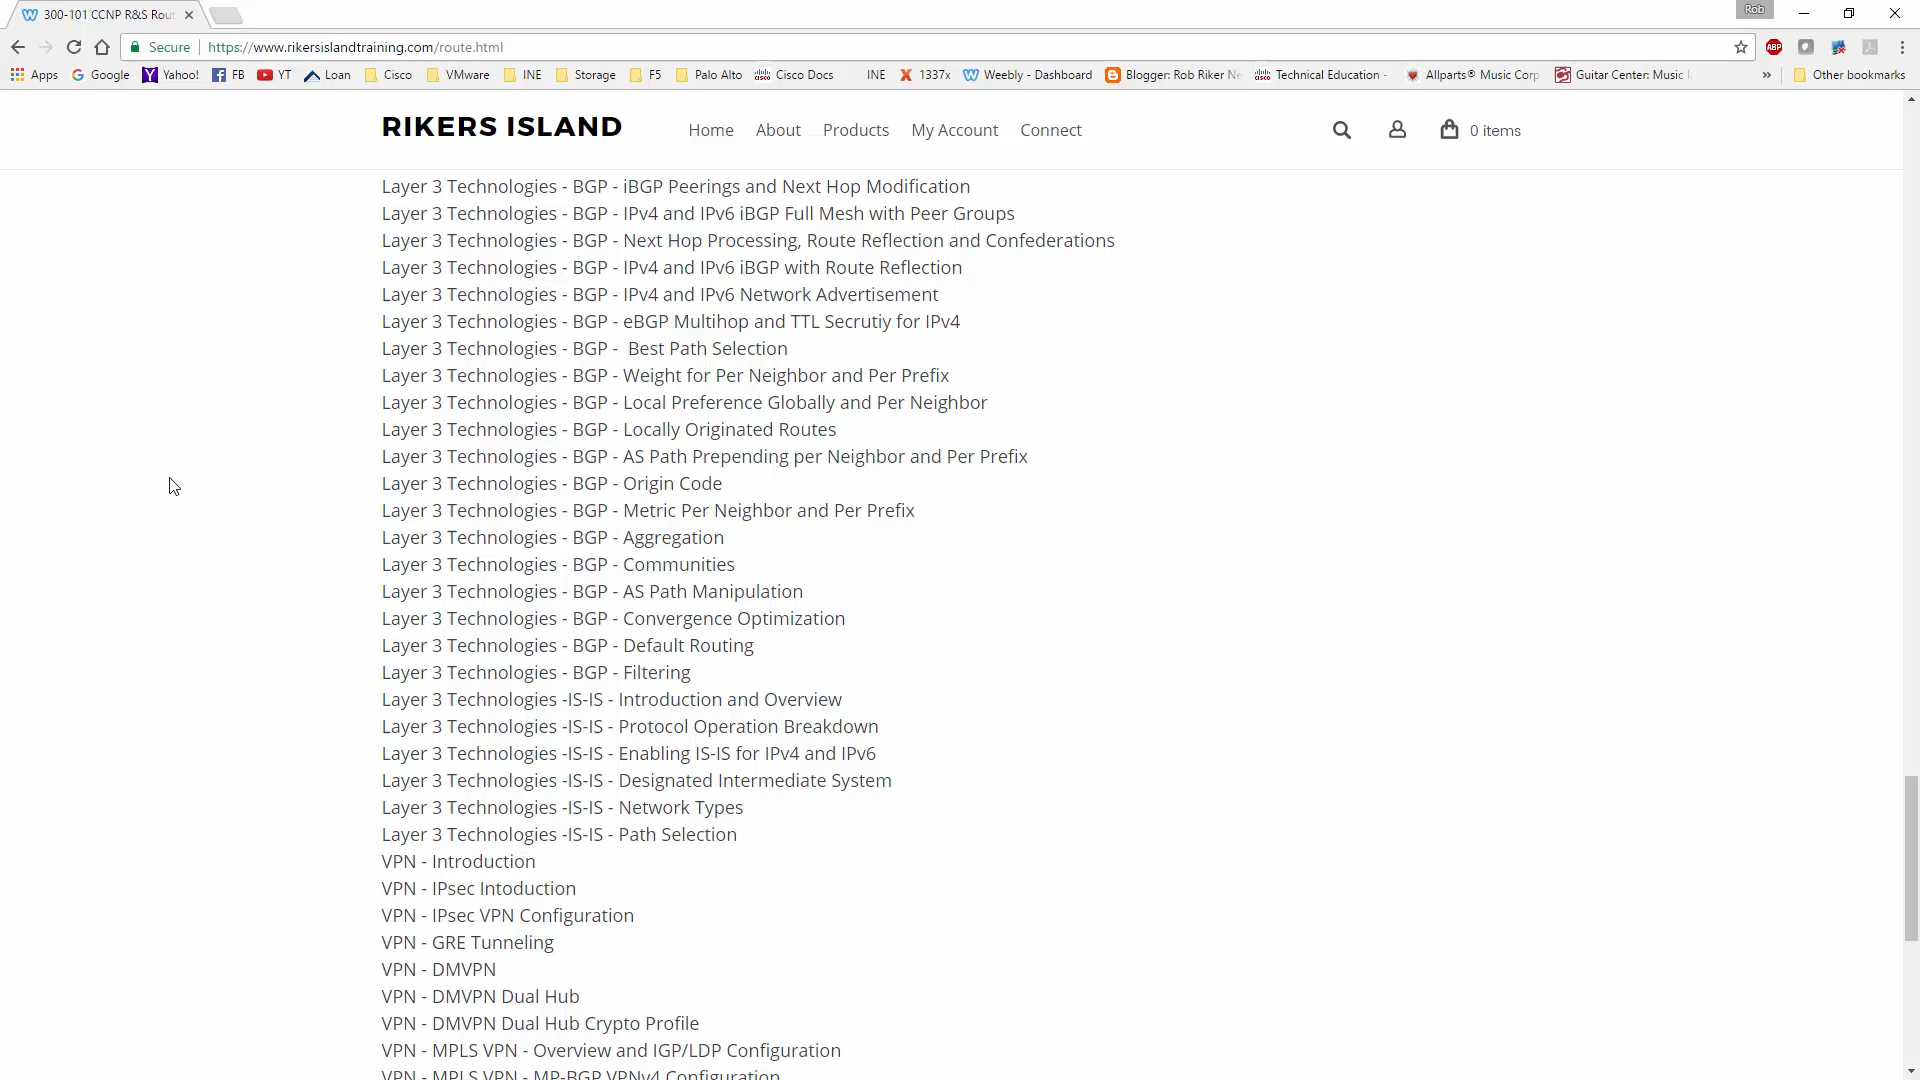 300-101 CCNP R&S Rout
Rob
Secure https://www.rikersislandtraining.com/route.html
Apps Google Yahoo! FB YT Loan Cisco VMware INE Storage F5 Palo Alto Cisco Docs INE 1337x Weebly - Dashboard Blogger: Rob Riker Ne Technical Education - Allparts® Music Corp Guitar Center: Music » Other bookmarks
RIKERS ISLAND Home About Products My Account Connect 0 items
Layer 3 Technologies - BGP - iBGP Peerings and Next Hop Modification
Layer 3 Technologies - BGP - IPv4 and IPv6 iBGP Full Mesh with Peer Groups
Layer 3 Technologies - BGP - Next Hop Processing, Route Reflection and Confederations
Layer 3 Technologies - BGP - IPv4 and IPv6 iBGP with Route Reflection
Layer 3 Technologies - BGP - IPv4 and IPv6 Network Advertisement
Layer 3 Technologies - BGP - eBGP Multihop and TTL Secrutiy for IPv4
Layer 3 Technologies - BGP - Best Path Selection
Layer 3 Technologies - BGP - Weight for Per Neighbor and Per Prefix
Layer 3 Technologies - BGP - Local Preference Globally and Per Neighbor
Layer 3 Technologies - BGP - Locally Originated Routes
Layer 3 Technologies - BGP - AS Path Prepending per Neighbor and Per Prefix
Layer 3 Technologies - BGP - Origin Code
Layer 3 Technologies - BGP - Metric Per Neighbor and Per Prefix
Layer 3 Technologies - BGP - Aggregation
Layer 3 Technologies - BGP - Communities
Layer 3 Technologies - BGP - AS Path Manipulation
Layer 3 Technologies - BGP - Convergence Optimization
Layer 3 Technologies - BGP - Default Routing
Layer 3 Technologies - BGP - Filtering
Layer 3 Technologies -IS-IS - Introduction and Overview
Layer 3 Technologies -IS-IS - Protocol Operation Breakdown
Layer 3 Technologies -IS-IS - Enabling IS-IS for IPv4 and IPv6
Layer 3 Technologies -IS-IS - Designated Intermediate System
Layer 3 Technologies -IS-IS - Network Types
Layer 3 Technologies -IS-IS - Path Selection
VPN - Introduction
VPN - IPsec Intoduction
VPN - IPsec VPN Configuration
VPN - GRE Tunneling
VPN - DMVPN
VPN - DMVPN Dual Hub
VPN - DMVPN Dual Hub Crypto Profile
VPN - MPLS VPN - Overview and IGP/LDP Configuration
VPN - MPLS VPN - MP-BGP VPNv4 Configuration